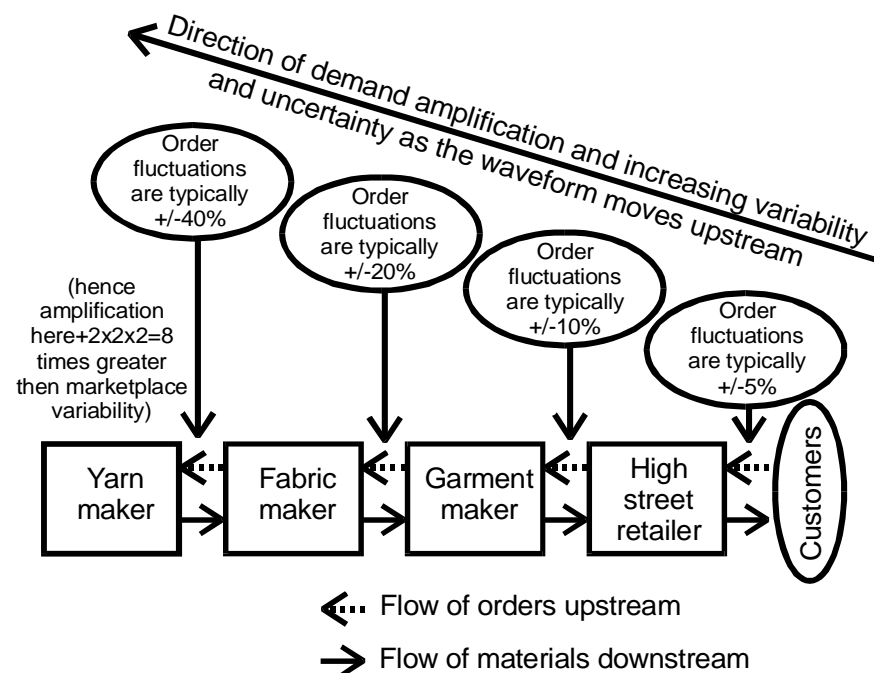 Direction of demand amplification and increasing variability
and uncertainty as the waveform moves upstream
Order
fluctuations
are typically
+/-40%
Order
fluctuations
are typically
+/-20%
Order
fluctuations
are typically
+/-10%
Order
fluctuations
are typically
+/-5%
(hence
amplification
here+2x2x2=8
times greater
then marketplace
variability)
Yarn
maker
Fabric
maker
Garment
maker
High
street
retailer
Customers
Flow of orders upstream
Flow of materials downstream